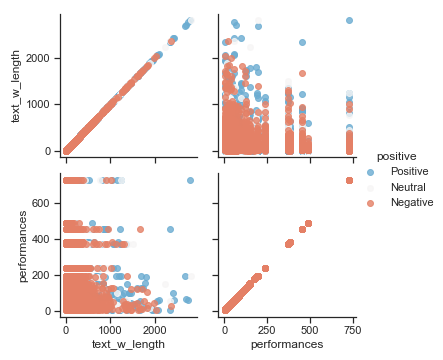 2000
1000
0
text_w_length
positive
Positive
Neutral
Negative
600
400
200
0
performances
0
1000
2000
text_w_length
0
250
500
750
performances